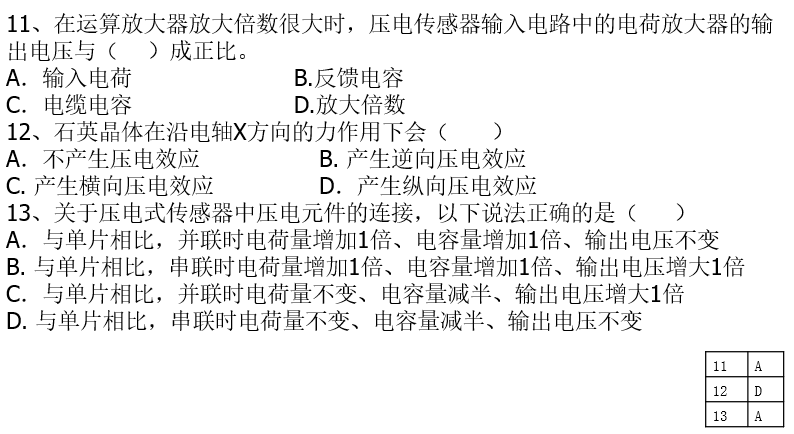 11、在运算放大器放大倍数很大时，压电传感器输入电路中的电荷放大器的输
出电压与（　）成正比。
A．输入电荷　　　B.反馈电容
C．电缆电容　　　D.放大倍数
12、石英晶体在沿电轴X方向的力作用下会（　）
A．不产生压电效应　　　B. 产生逆向压电效应
C. 产生横向压电效应　　　D．产生纵向压电效应
13、关于压电式传感器中压电元件的连接，以下说法正确的是（　）
A．与单片相比，并联时电荷量增加1倍、电容量增加1倍、输出电压不变
B. 与单片相比，串联时电荷量增加1倍、电容量增加1倍、输出电压增大1倍
C．与单片相比，并联时电荷量不变、电容量减半、输出电压增大1倍
D. 与单片相比，串联时电荷量不变、电容量减半、输出电压不变
11 A
12 D
13 A